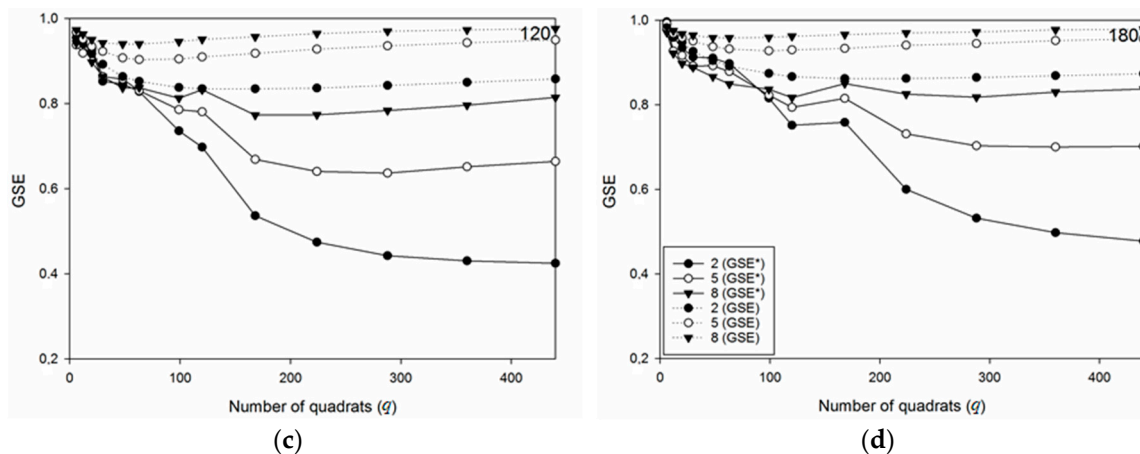 1.0
120
0.8
GSE
0.6
0.4
0.2
0
100
200
300
400
Number of quadrats (q)
(c)
1.0
180
0.8
GSE
0.6
0.4
2 (GSE*)
5 (GSE*)
8 (GSE*)
2 (GSE)
5 (GSE)
8 (GSE)
0,2
0
100
200
300
400
Number of quadrats (q)
(d)